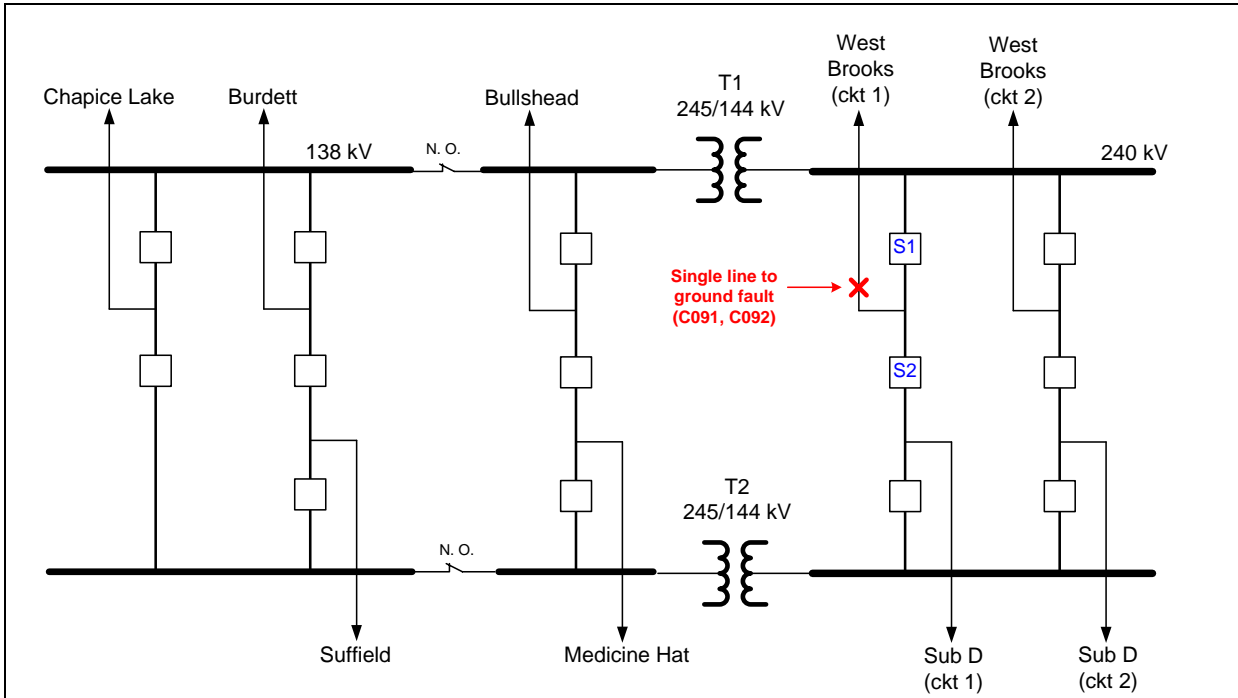 West
Brooks
(ckt 1)
West
Brooks
(ckt 2)
T1
245/144 kV
Chapice Lake
Burdett
Bullshead
138 kV
N. O.
240 kV
S1
Single line to
ground fault
(C091, C092)
S2
T2
245/144 kV
N. O.
Suffield
Medicine Hat
Sub D
(ckt 1)
Sub D
(ckt 2)